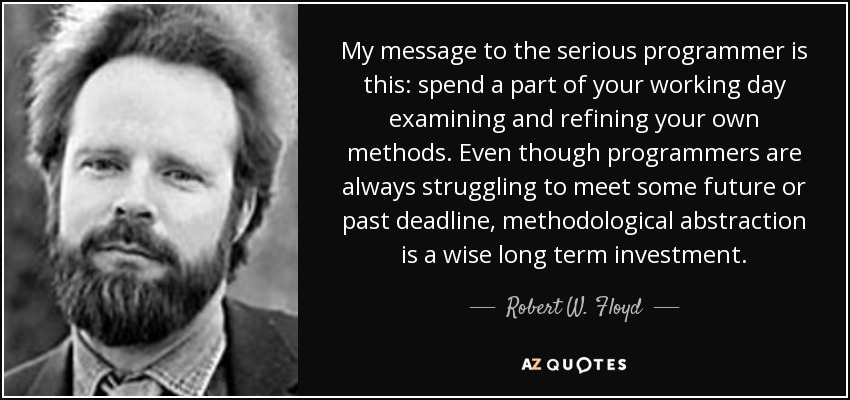 My message to the serious programmer is
this: spend a part of your working day
examining and refining your own
methods. Even though programmers are
always struggling to meet some future or
past deadline, methodological abstraction
is a wise long term investment.
Robert W. Floyd
AZ QUOTES